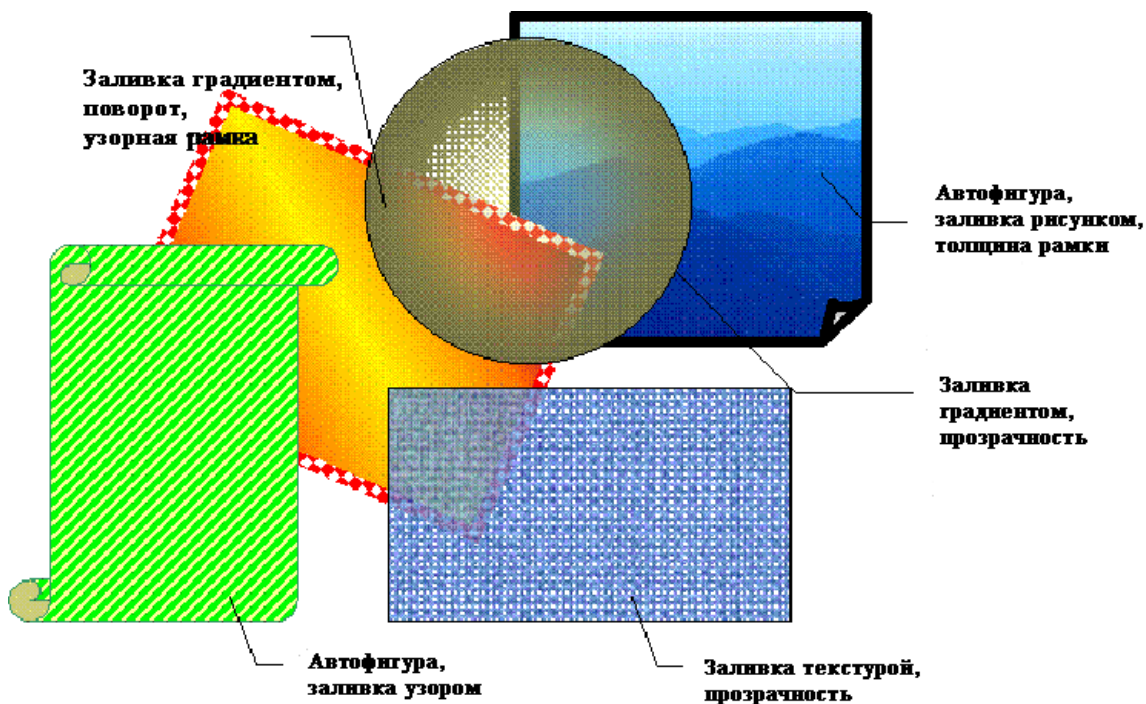 Заливка градиентом,
поворот,
узорная рамка
Автофигура,
заливка рисунком,
толщина рамки
Заливка
градиентом,
прозрачность
Автофигура,
заливка узором
Заливка текстурой,
прозрачность